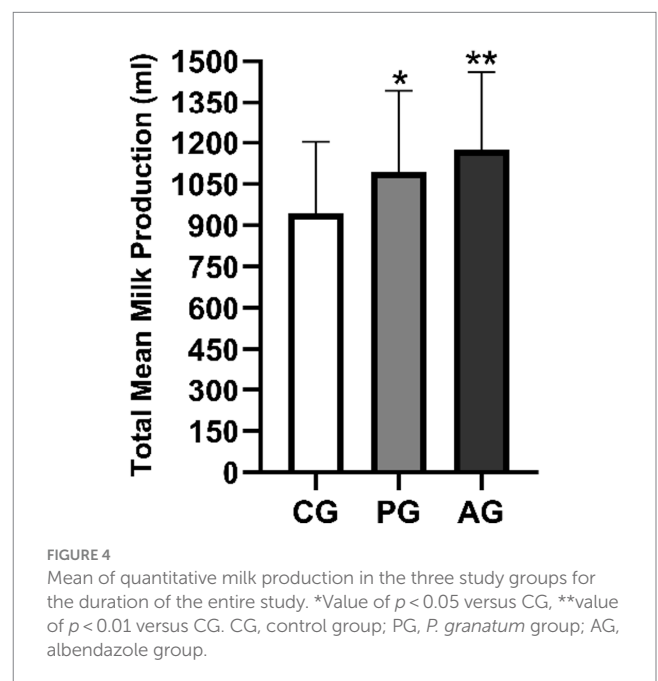 Total Mean Milk Production (ml)
1500
1350
1200
1050
900
750
600
450
300
150
0
*
**
CG PG AG
FIGURE 4
Mean of quantitative milk production in the three study groups for
the duration of the entire study. *Value of p < 0.05 versus CG, **value
of p < 0.01 versus CG. CG, control group; PG, P. granatum group; AG,
albendazole group.